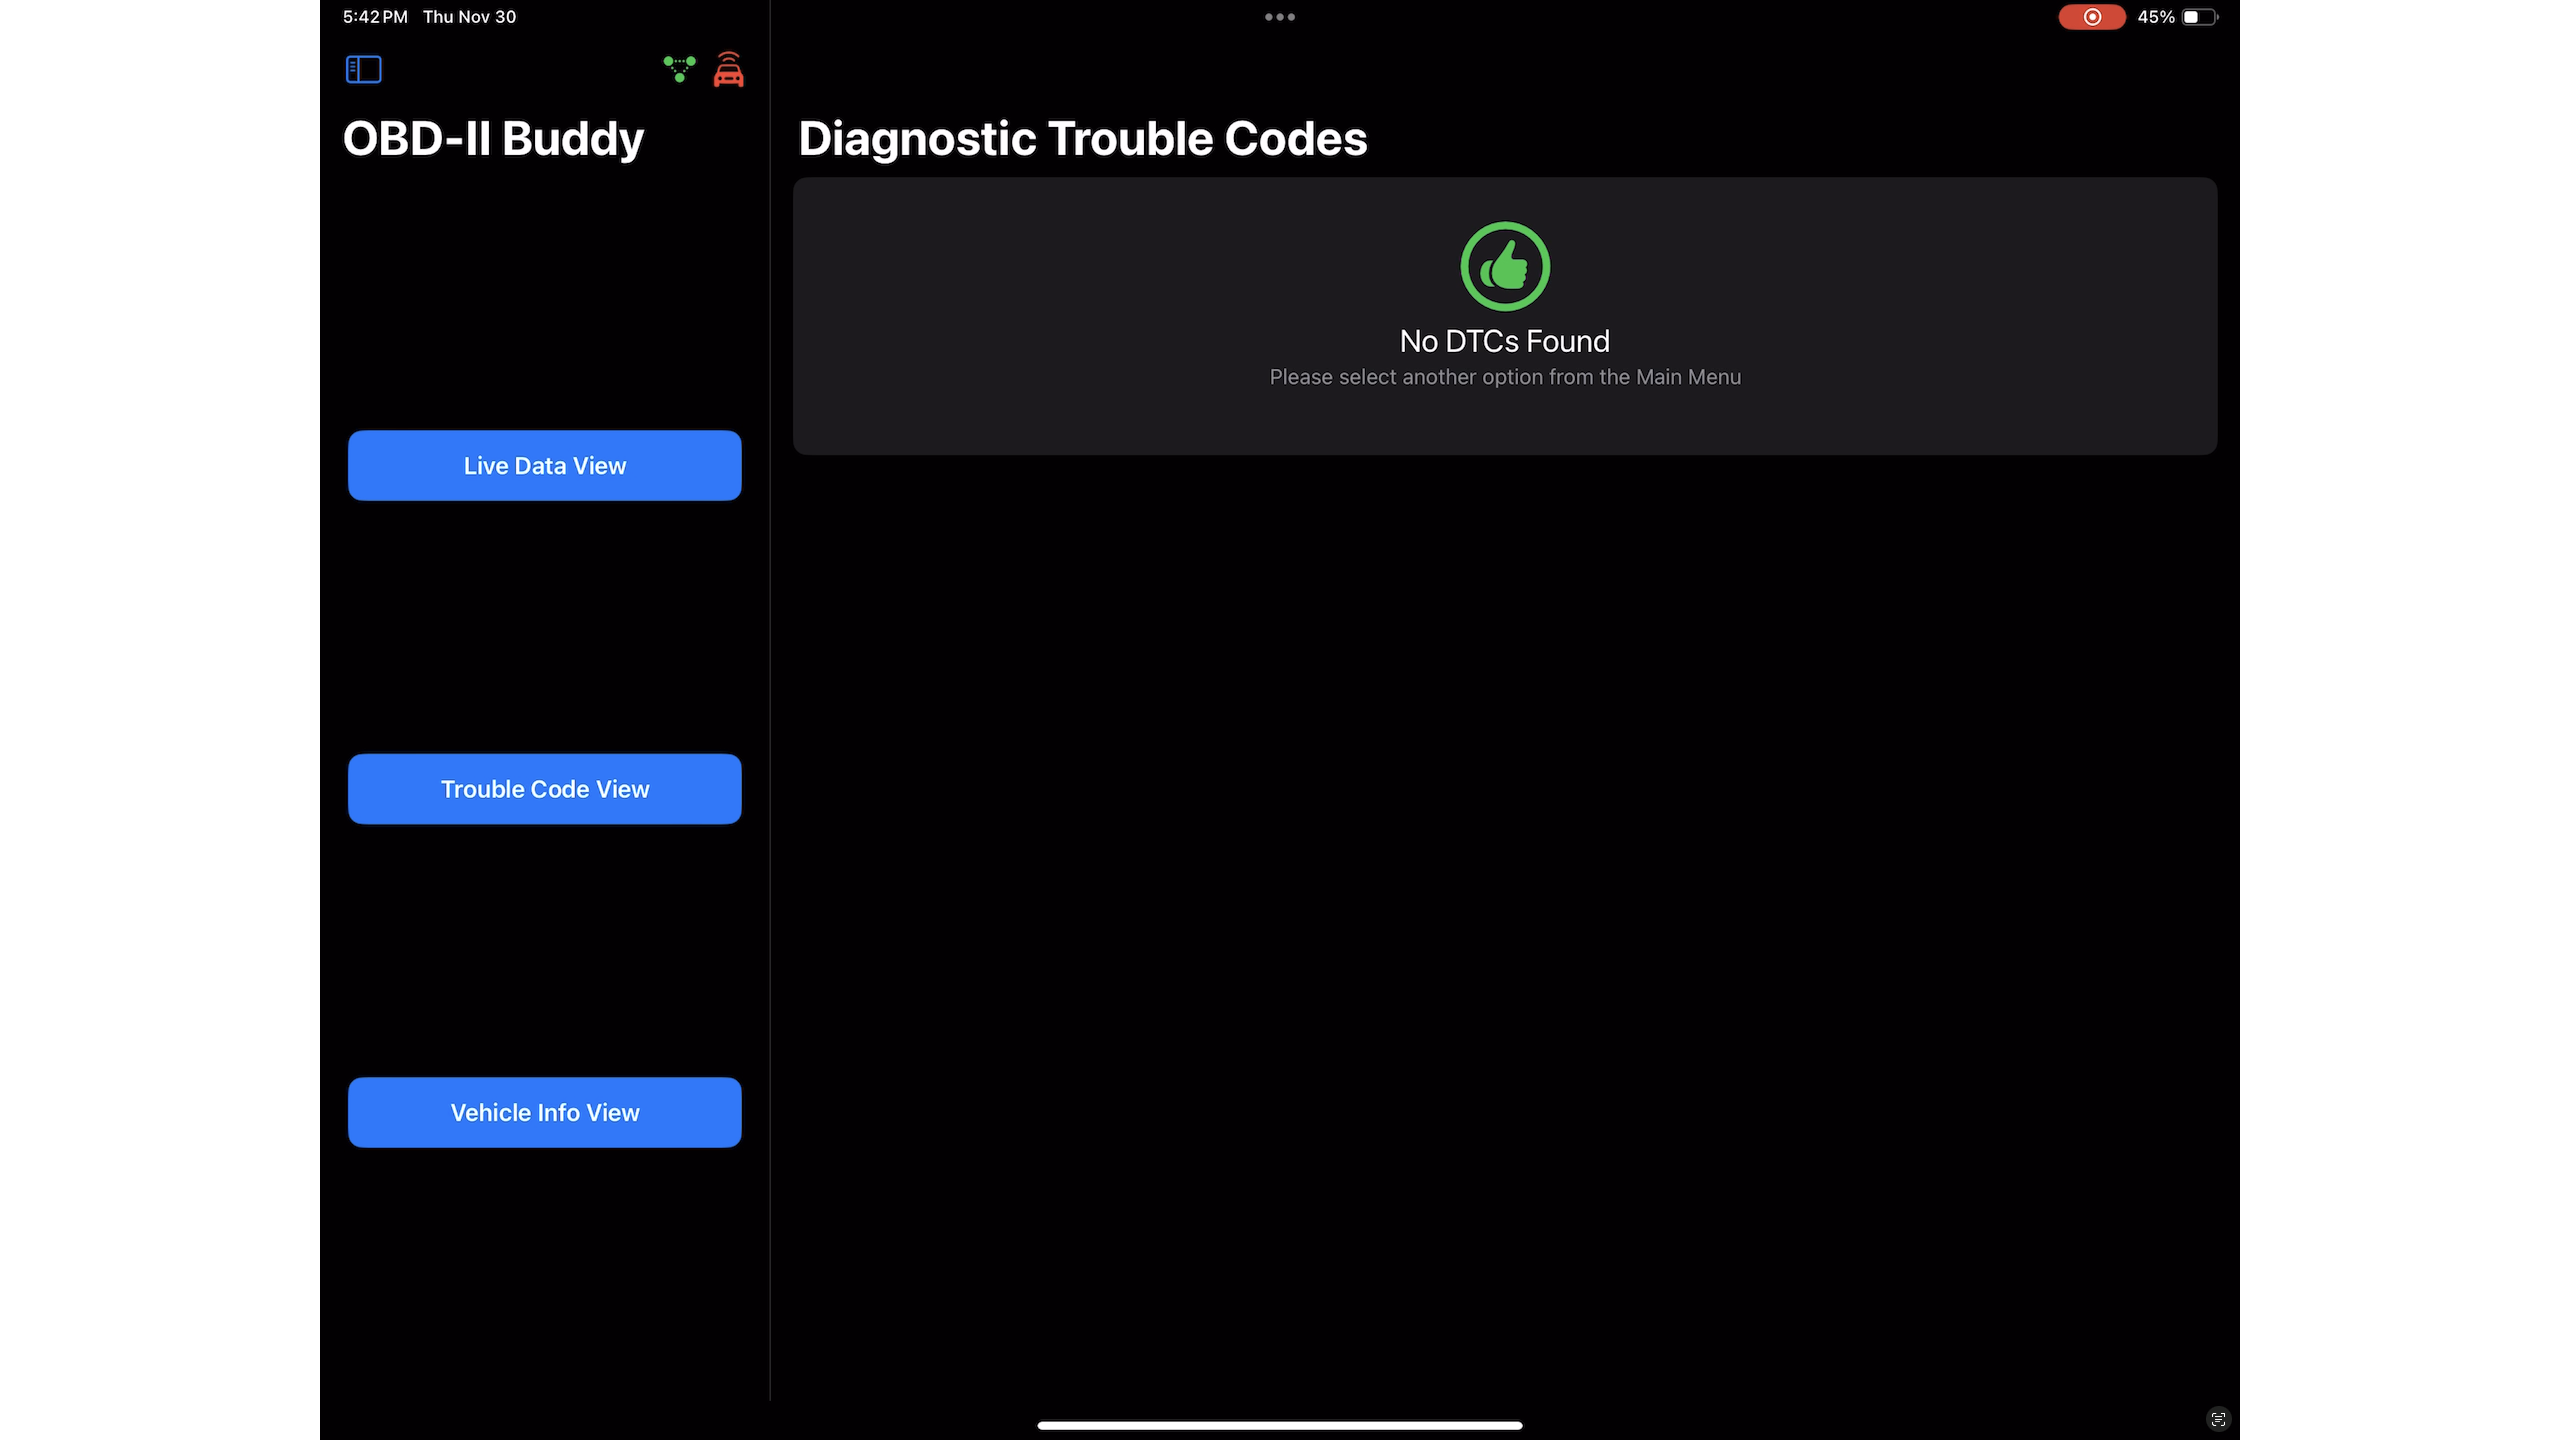 5:42 PM Thu Nov 30
45%
OBD-II Buddy
Live Data View
Trouble Code View
Vehicle Info View
Diagnostic Trouble Codes
No DTCs Found
Please select another option from the Main Menu